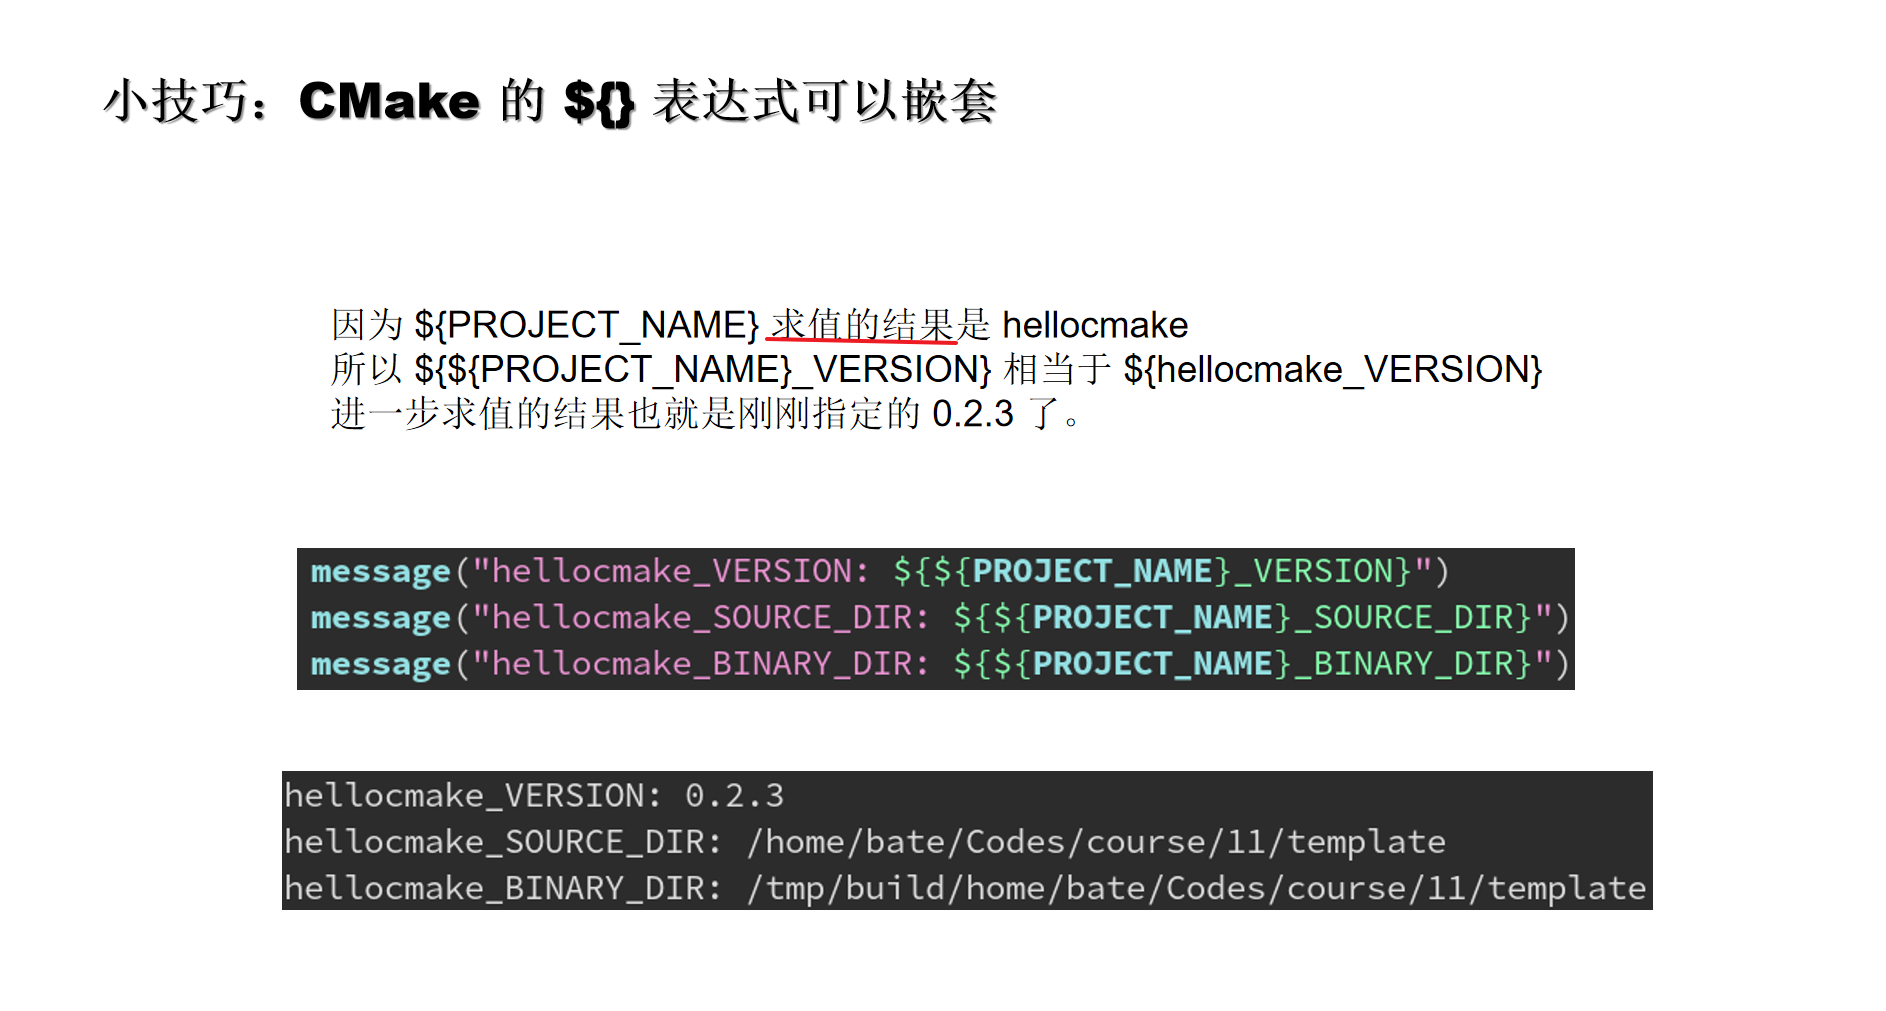 小技巧：CMake 的 ${} 表达式可以嵌套
因为 ${PROJECT_NAME} 求值的结果是 hellocmake
所以 ${${PROJECT_NAME}_VERSION} 相当于 ${hellocmake_VERSION}
进一步求值的结果也就是刚刚指定的 0.2.3 了。
message("hellocmake_VERSION: ${${PROJECT_NAME}_VERSION}")
message("hellocmake_SOURCE_DIR: ${${PROJECT_NAME}_SOURCE_DIR}")
message("hellocmake_BINARY_DIR: ${${PROJECT_NAME}_BINARY_DIR}")
hellocmake_VERSION: 0.2.3
hellocmake_SOURCE_DIR: /home/bate/Codes/course/11/template
hellocmake_BINARY_DIR: /tmp/build/home/bate/Codes/course/11/template